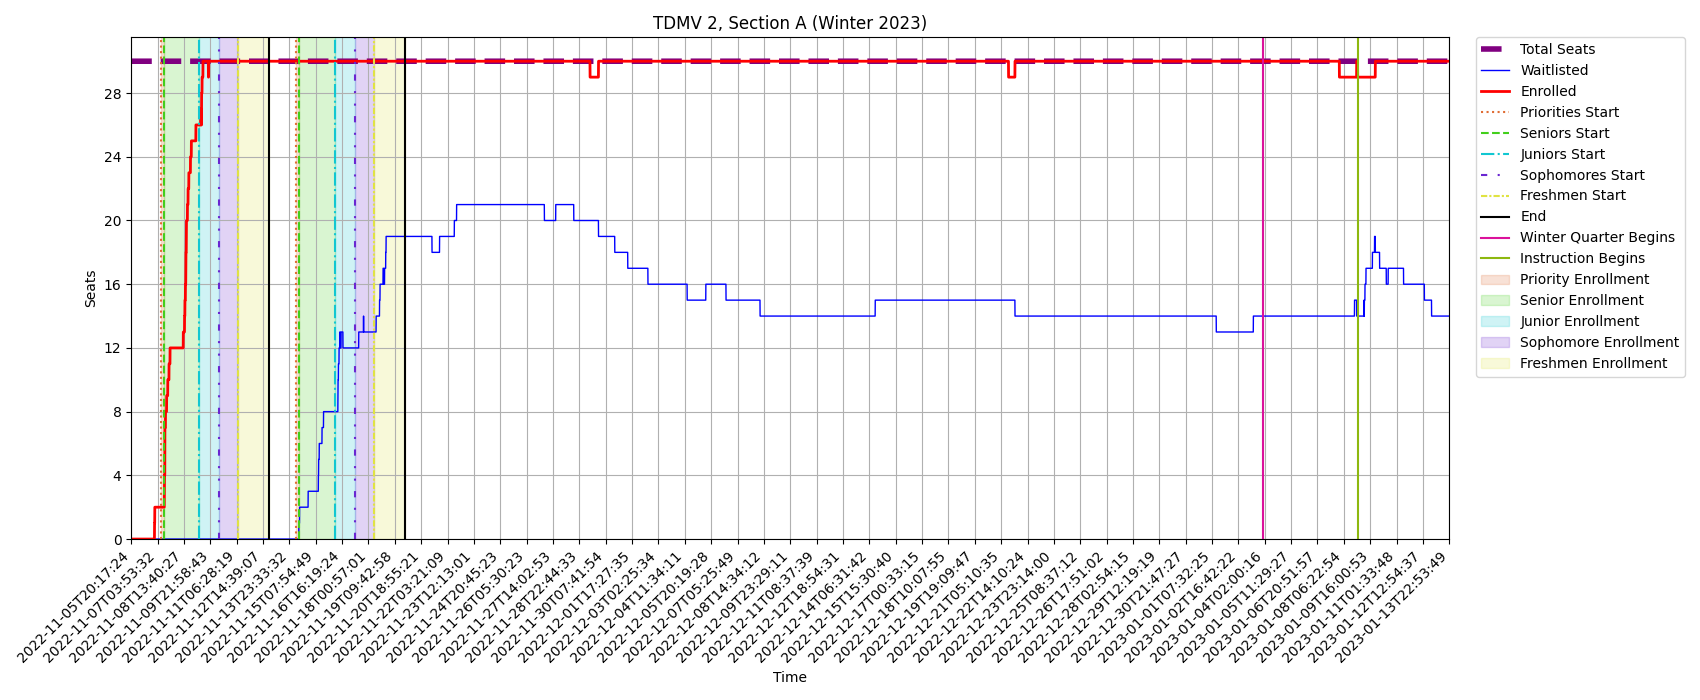 TDMV 2, Section A (Winter 2023)
Seats
28
24
20
16
12
8
4
0
2022-11-05T20:17:24
2022-11-07T03:53:32
2022-11-08T13:40:27
2022-11-09T21:58:43
2022-11-11T06:28:19
2022-11-12T14:39:07
2022-11-13T23:33:32
2022-11-15T07:54:49
2022-11-16T16:19:24
2022-11-18T00:57:01
2022-11-19T09:42:58
2022-11-20T18:55:21
2022-11-22T03:21:09
2022-11-23T12:13:01
2022-11-24T20:45:23
2022-11-26T05:30:23
2022-11-27T14:02:53
2022-11-28T22:44:33
2022-11-30T07:41:54
2022-12-01T17:27:35
2022-12-03T02:25:34
2022-12-04T11:34:11
2022-12-05T20:19:28
2022-12-07T05:25:49
2022-12-08T14:34:12
2022-12-09T23:29:11
2022-12-11T08:37:39
2022-12-12T18:54:31
2022-12-14T06:31:42
2022-12-15T15:30:40
2022-12-17T00:33:15
2022-12-18T10:07:55
2022-12-19T19:09:47
2022-12-21T05:10:35
2022-12-22T14:10:24
2022-12-23T23:14:00
2022-12-25T08:37:12
2022-12-26T17:51:02
2022-12-28T02:54:15
2022-12-29T12:19:19
2022-12-30T21:47:27
2023-01-01T07:32:25
2023-01-02T16:42:22
2023-01-04T02:00:16
2023-01-05T11:29:27
2023-01-06T20:51:57
2023-01-08T06:22:54
2023-01-09T16:00:53
2023-01-11T01:33:48
2023-01-12T12:54:37
2023-01-13T22:53:49
Time
Total Seats
Waitlisted
Enrolled
Priorities Start
Seniors Start
Juniors Start
Sophomores Start
Freshmen Start
End
Winter Quarter Begins
Instruction Begins
Priority Enrollment
Senior Enrollment
Junior Enrollment
Sophomore Enrollment
Freshmen Enrollment